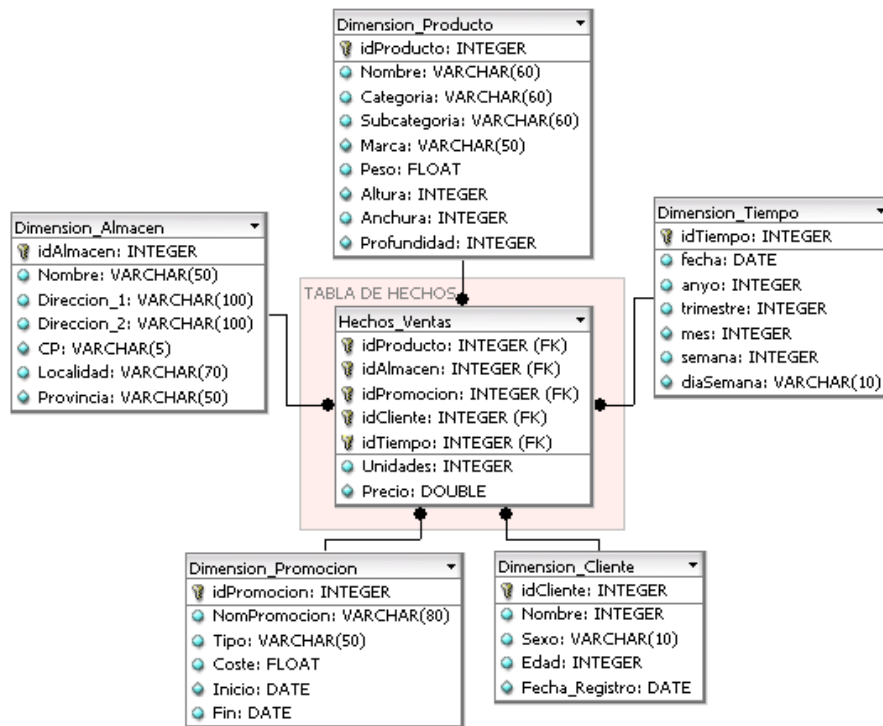 Dimension_Producto
idProducto: INTEGER
Nombre: VARCHAR(60)
Categoria: VARCHAR(60)
Subcategoria: VARCHAR(60)
Marca: VARCHAR(50)
Peso: FLOAT
Altura: INTEGER
Anchura: INTEGER
Profundidad: INTEGER
Dimension_Almacen
idAlmacen: INTEGER
Nombre: VARCHAR(50)
Direccion_1: VARCHAR(100)
Direccion_2: VARCHAR(100)
CP: VARCHAR(5)
Localidad: VARCHAR(70)
Provincia: VARCHAR(50)
Dimension_Tiempo
idTiempo: INTEGER
fecha: DATE
anyo: INTEGER
trimestre: INTEGER
mes: INTEGER
semana: INTEGER
diaSemana: VARCHAR(10)
TABLA DE HECHOS
Hechos_Ventas
idProducto: INTEGER (FK)
idAlmacen: INTEGER (FK)
idPromocion: INTEGER (FK)
idCliente: INTEGER (FK)
idTiempo: INTEGER (FK)
Unidades: INTEGER
Precio: DOUBLE
Dimension_Promocion
idPromocion: INTEGER
NomPromocion: VARCHAR(80)
Tipo: VARCHAR(50)
Coste: FLOAT
Inicio: DATE
Fin: DATE
Dimension_Cliente
idCliente: INTEGER
Nombre: INTEGER
Sexo: VARCHAR(10)
Edad: INTEGER
Fecha_Registro: DATE